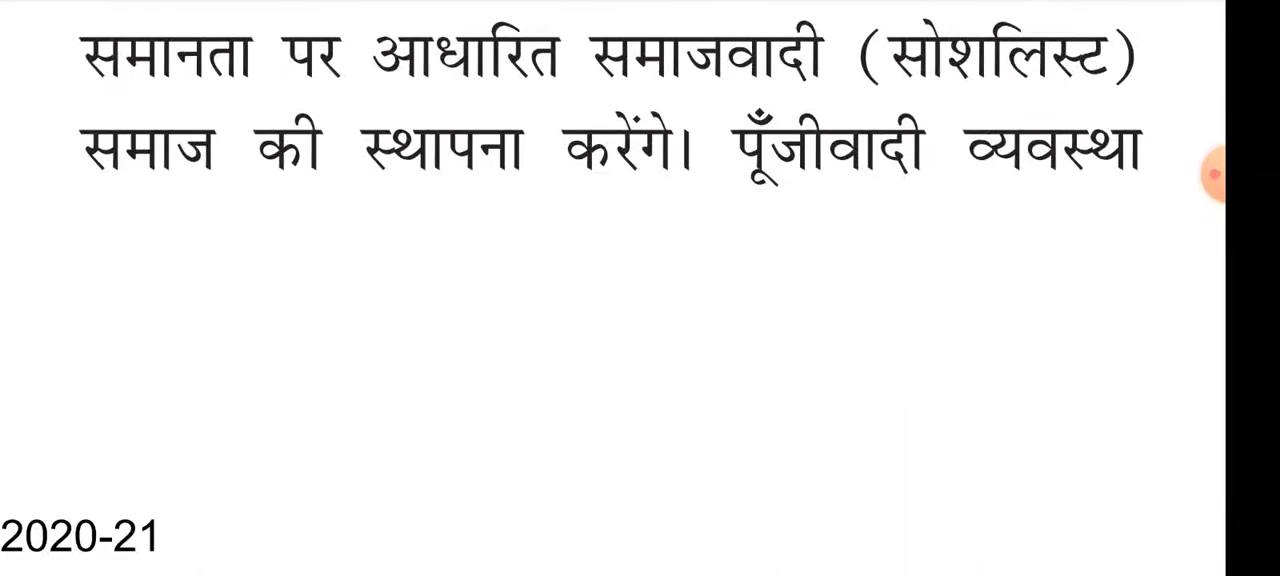 समानता पर आधारित समाजवादी (सोशलिस्ट)
समाज की स्थापना करेंगे। पूँजीवादी व्यवस्था
2020-21